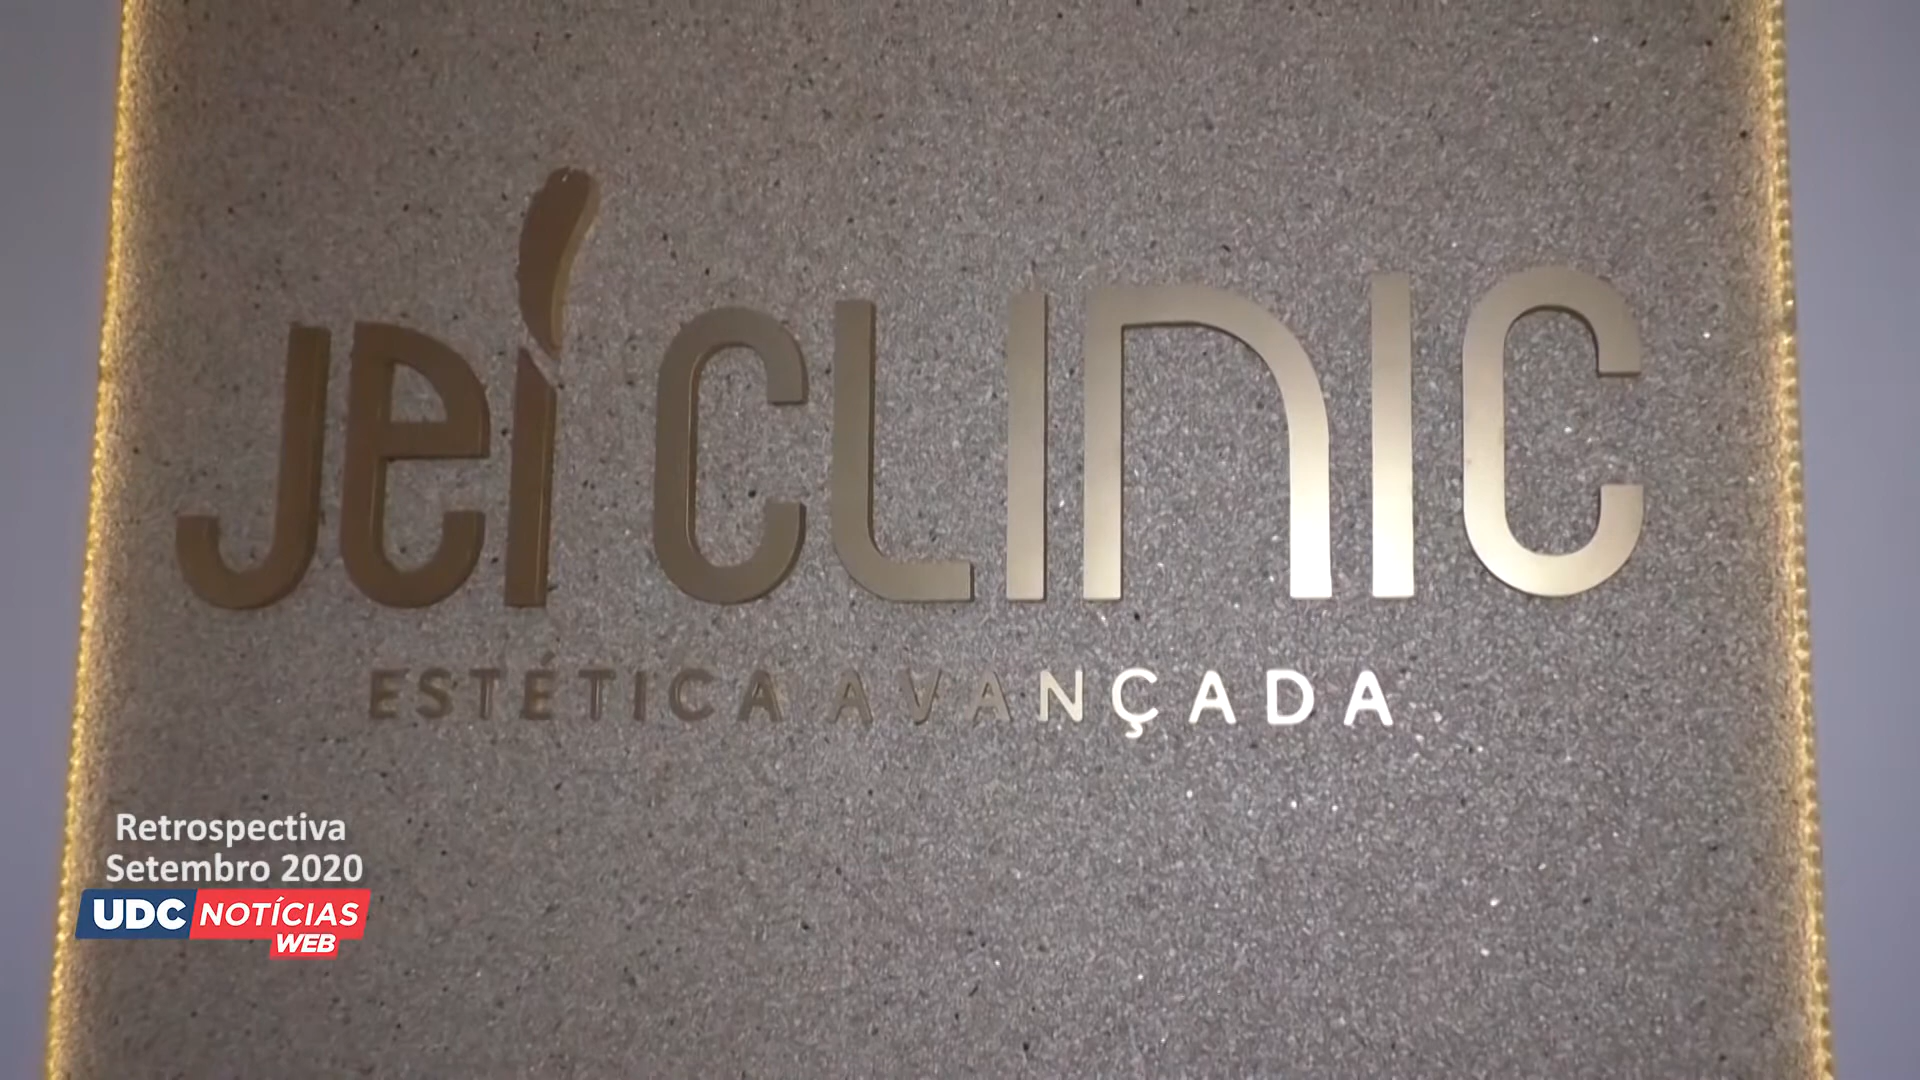 Jei CLINIC
ESTÉTICA AVANÇADA
Retrospectiva
Setembro 2020
UDC NOTÍCIAS
WEB